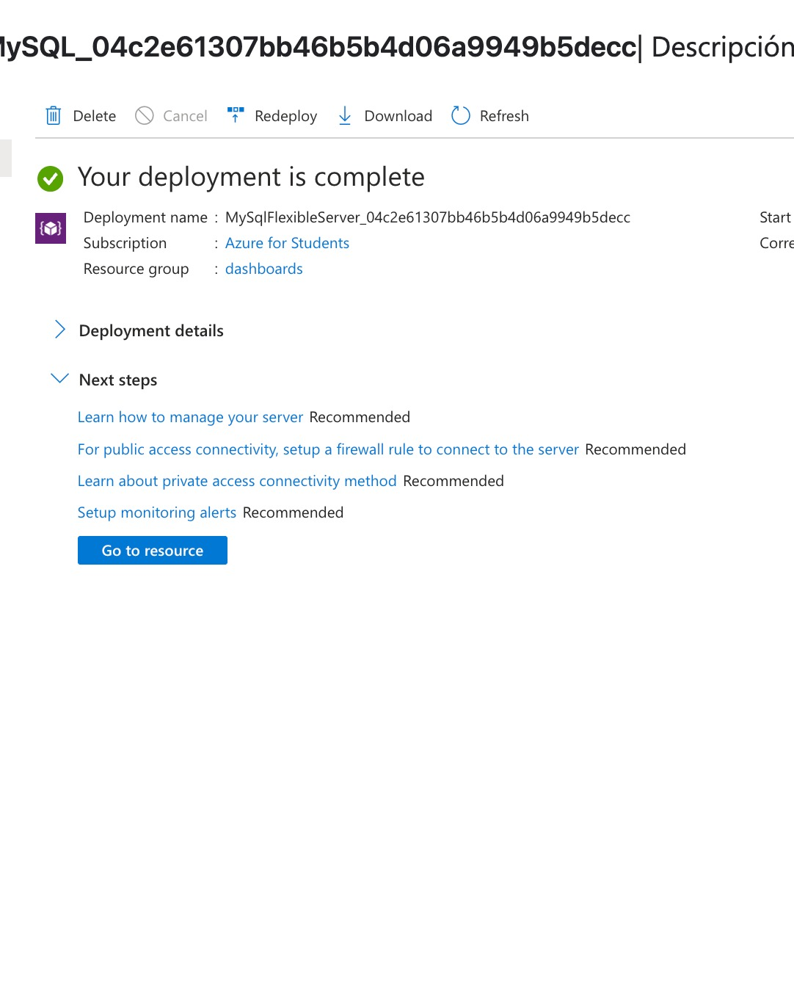 MySQL_04c2e61307bb46b5b4d06a9949b5decc| Descripción
Delete Cancel Redeploy Download Refresh
Your deployment is complete
Deployment name : MySqlFlexibleServer_04c2e61307bb46b5b4d06a9949b5decc Start
Subscription : Azure for Students Corre
Resource group : dashboards
Deployment details
Next steps
Learn how to manage your server Recommended
For public access connectivity, setup a firewall rule to connect to the server Recommended
Learn about private access connectivity method Recommended
Setup monitoring alerts Recommended
Go to resource